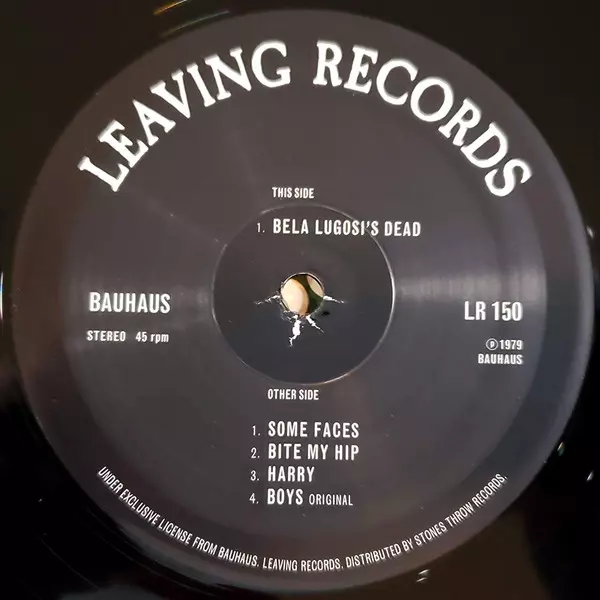 LEAVING RECORDS
THIS SIDE
1. BELA LUGOSI'S DEAD
BAUHAUS
STEREO 45 rpm
LR 150
℗ 1979
BAUHAUS
OTHER SIDE
1. SOME FACES
2. BITE MY HIP
3. HARRY
4. BOYS ORIGINAL
UNDER EXCLUSIVE LICENSE FROM BAUHAUS. LEAVING RECORDS. DISTRIBUTED BY STONES THROW RECORDS.